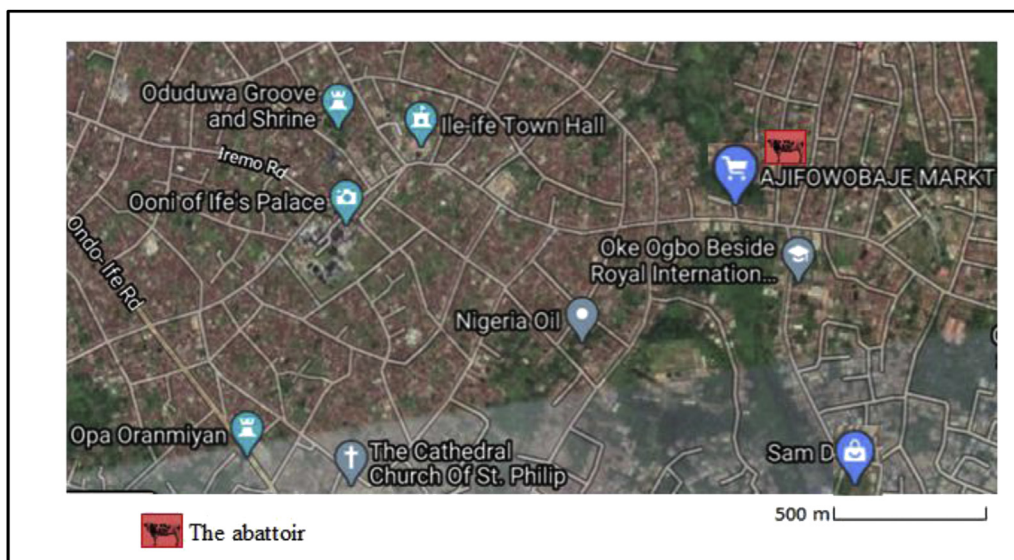 Oduduwa Groove
and Shrine
Ile-ife Town Hall
Iremo Rd
AJIFOWOBAJE MARKT
Ooni of Ife's Palace
Ondo- Ife Rd
Oke Ogbo Beside
Royal Internation...
Nigeria Oil
Opa Oranmiyan
The Cathedral
Church Of St. Philip
Sam D
500 m
The abattoir